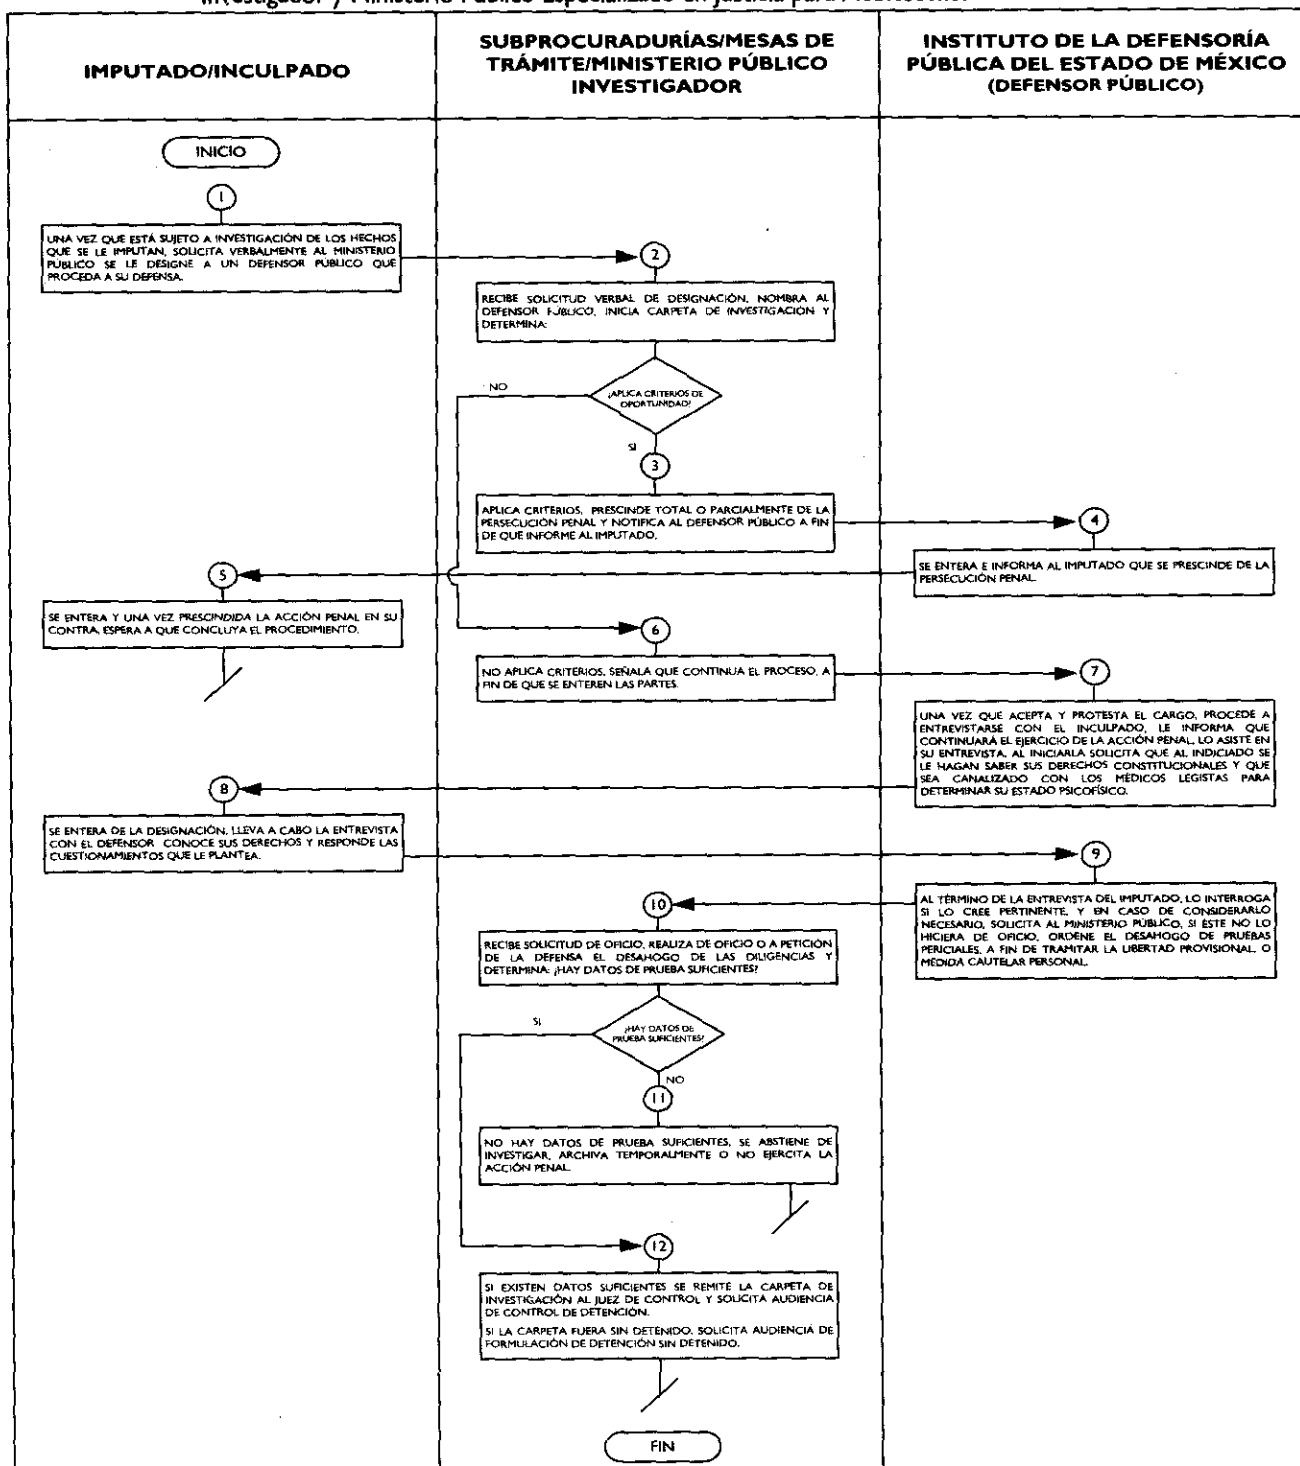 Investigador y Ministerio Público Especializado en Justicia para
IMPUTADO/INCULPADO
SUBPROCURADURÍAS/MESAS DE
TRÁMITE/MINISTERIO PÚBLICO
INVESTIGADOR
INSTITUTO DE LA DEFENSORÍA
PÚBLICA DEL ESTADO DE MÉXICO
(DEFENSOR PÚBLICO)
INICIO
1
UNA VEZ QUE ESTÁ SUJETO A INVESTIGACIÓN DE LOS HECHOS
QUE SE LE IMPUTAN, SOLICITA VERBALMENTE AL MINISTERIO
PÚBLICO SE LE DESIGNE A UN DEFENSOR PÚBLICO QUE
PROCEDA A SU DEFENSA.
2
RECIBE SOLICITUD VERBAL DE DESIGNACIÓN, NOMBRA AL
DEFENSOR PÚBLICO, INICIA CARPETA DE INVESTIGACIÓN Y
DETERMINA:
¿APLICA CRITERIOS DE
OPORTUNIDAD?
NO
SI
3
APLICA CRITERIOS, PRESCINDE TOTAL O PARCIALMENTE DE LA
PERSECUCIÓN PENAL Y NOTIFICA AL DEFENSOR PÚBLICO A FIN
DE QUE INFORME AL IMPUTADO.
4
SE ENTERA E INFORMA AL IMPUTADO QUE SE PRESCINDE DE LA
PERSECUCIÓN PENAL.
5
SE ENTERA Y UNA VEZ PRESCINDIDA LA ACCIÓN PENAL EN SU
CONTRA, ESPERA A QUE CONCLUYA EL PROCEDIMIENTO.
6
NO APLICA CRITERIOS, SEÑALA QUE CONTINUA EL PROCESO, A
FIN DE QUE SE ENTEREN LAS PARTES.
7
UNA VEZ QUE ACEPTA Y PROTESTA EL CARGO, PROCEDE A
ENTREVISTARSE CON EL INCULPADO, LE INFORMA QUE
CONTINUARÁ EL EJERCICIO DE LA ACCIÓN PENAL, LO ASISTE EN
SU ENTREVISTA, AL INICIARLA SOLICITA QUE AL INDICIADO SE
LE HAGAN SABER SUS DERECHOS CONSTITUCIONALES Y QUE
SEA CANALIZADO CON LOS MÉDICOS LEGISTAS PARA
DETERMINAR SU ESTADO PSICOFÍSICO.
8
SE ENTERA DE LA DESIGNACIÓN, LLEVA A CABO LA ENTREVISTA
CON EL DEFENSOR CONOCE SUS DERECHOS Y RESPONDE LAS
CUESTIONAMIENTOS QUE LE PLANTEA.
9
AL TÉRMINO DE LA ENTREVISTA DEL IMPUTADO, LO INTERROGA
SI LO CREE PERTINENTE, Y EN CASO DE CONSIDERARLO
NECESARIO, SOLICITA AL MINISTERIO PÚBLICO, SI ÉSTE NO LO
HICIERA DE OFICIO, ORDENE EL DESAHOGO DE PRUEBAS
PERICIALES, A FIN DE TRAMITAR LA LIBERTAD PROVISIONAL, O
MEDIDA CAUTELAR PERSONAL.
10
RECIBE SOLICITUD DE OFICIO, REALIZA DE OFICIO O A PETICIÓN
DE LA DEFENSA EL DESAHOGO DE LAS DILIGENCIAS Y
DETERMINA: ¿HAY DATOS DE PRUEBA SUFICIENTES?
¿HAY DATOS DE
PRUEBA SUFICIENTES?
SI
NO
11
NO HAY DATOS DE PRUEBA SUFICIENTES, SE ABSTIENE DE
INVESTIGAR, ARCHIVA TEMPORALMENTE O NO EJERCITA LA
ACCIÓN PENAL.
12
SI EXISTEN DATOS SUFICIENTES SE REMITE LA CARPETA DE
INVESTIGACIÓN AL JUEZ DE CONTROL Y SOLICITA AUDIENCIA
DE CONTROL DE DETENCIÓN.
SI LA CARPETA FUERA SIN DETENIDO, SOLICITA AUDIENCIA DE
FORMULACIÓN DE DETENCIÓN SIN DETENIDO.
FIN